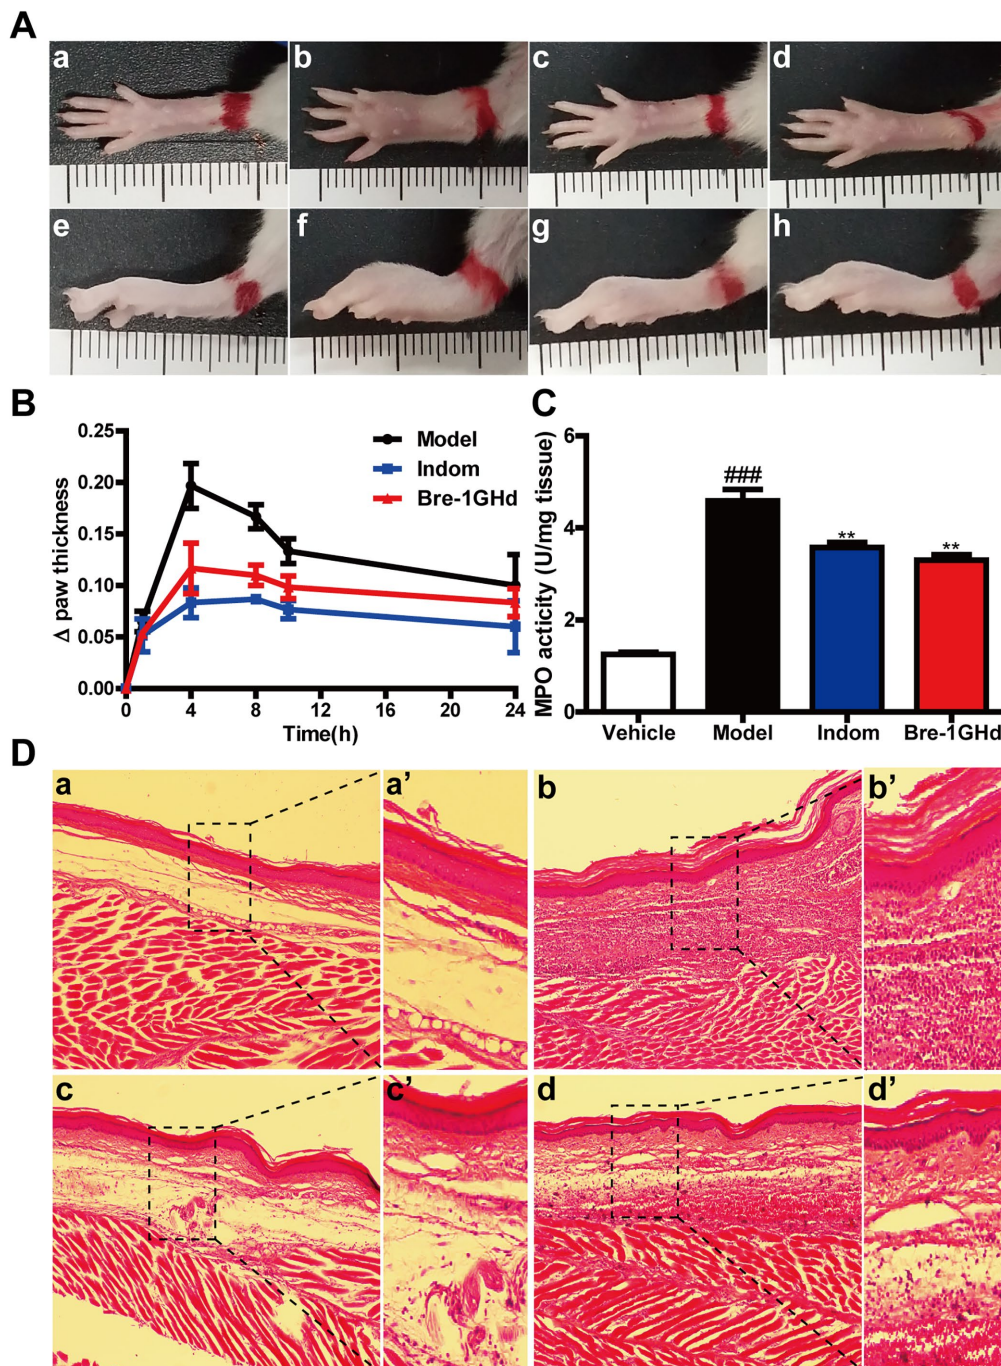 A
a b c d
e f g h
B
Δ paw thickness
0.25
0.20
0.15
0.10
0.05
0.00
0 4 8 12 16 20 24
Time(h)
Model
Indom
Bre-1GHd
C
MPO acticity (U/mg tissue)
6
4
2
0
###
**
**
Vehicle Model Indom Bre-1GHd
D
a a’ b b’
c c’ d d’